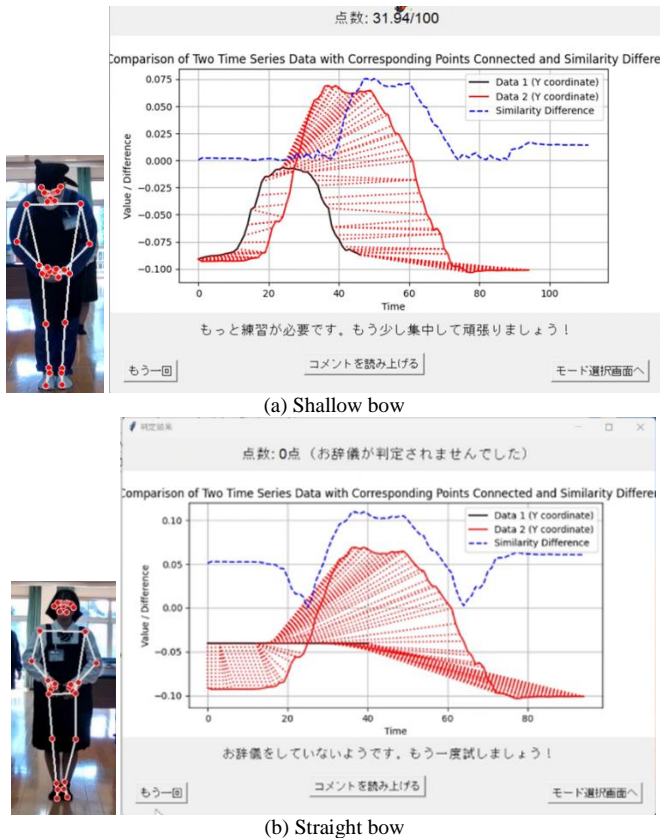 点数: 31.94/100
Comparison of Two Time Series Data with Corresponding Points Connected and Similarity Differe
Value / Difference
0.075
0.050
0.025
0.000
−0.025
−0.050
−0.075
−0.100
Data 1 (Y coordinate)
Data 2 (Y coordinate)
Similarity Difference
0 20 40 60 80 100
Time
もっと練習が必要です。もう少し集中して頑張りましょう！
もう一回
コメントを読み上げる
モード選択画面へ
(a) Shallow bow
判定結果
点数: 0点（お辞儀が判定されませんでした）
Comparison of Two Time Series Data with Corresponding Points Connected and Similarity Differe
Value / Difference
0.10
0.05
0.00
−0.05
−0.10
Data 1 (Y coordinate)
Data 2 (Y coordinate)
Similarity Difference
0 20 40 60 80
Time
お辞儀をしていないようです。もう一度試しましょう！
もう一回
コメントを読み上げる
モード選択画面へ
(b) Straight bow